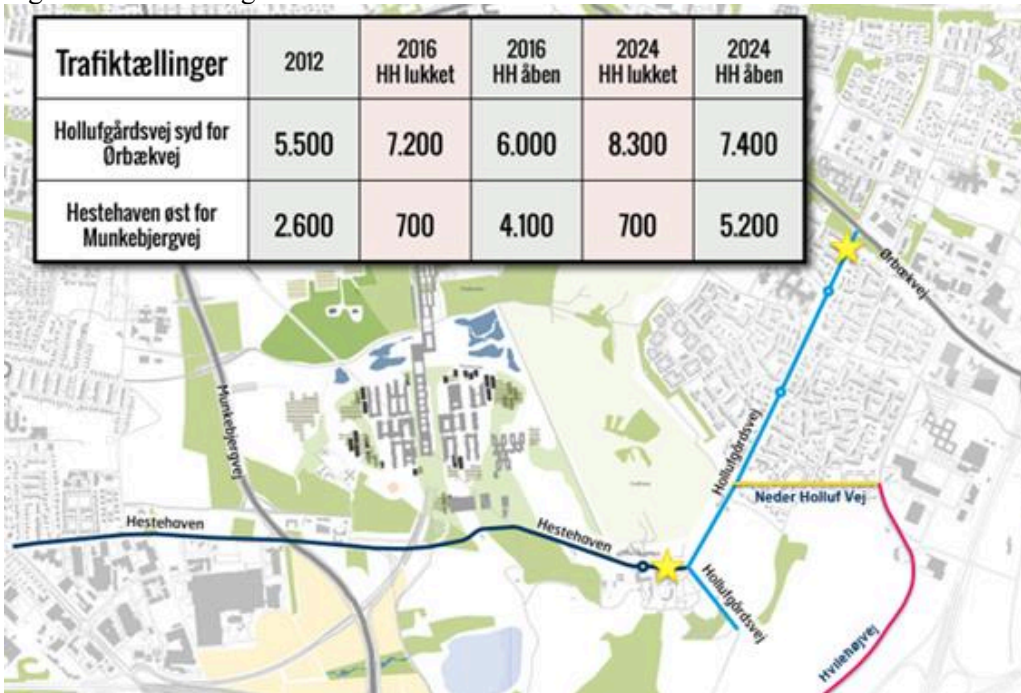 Trafiktællinger 2012 2016 2016 2024 2024
HH lukket HH åben HH lukket HH åben
Hollufgårdsvej syd for
Ørbækvej 5.500 7.200 6.000 8.300 7.400
Hestehaven øst for
Munkebjergvej 2.600 700 4.100 700 5.200
Ørbækvej
Munkebjergvej
Hollufgårdsvej
Neder Holluf Vej
Hestehaven
Hestehaven
Hollufgårdsvej
Hvilehøjvej